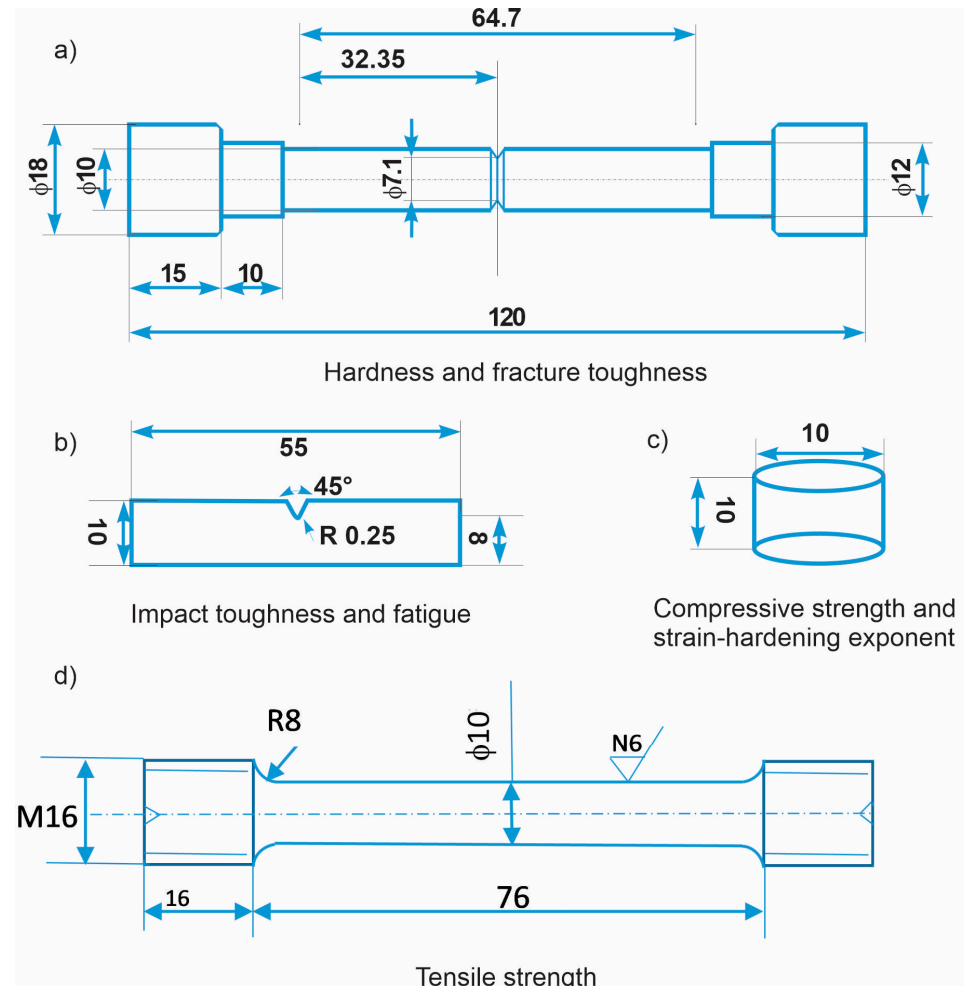 a)
64.7
32.35
ϕ18
ϕ10
ϕ7.1
ϕ12
15
10
120
Hardness and fracture toughness
b)
55
45°
10
R 0.25
8
Impact toughness and fatigue
c)
10
10
Compressive strength and
strain-hardening exponent
d)
R8
ϕ10
N6
M16
16
76
Tensile strength